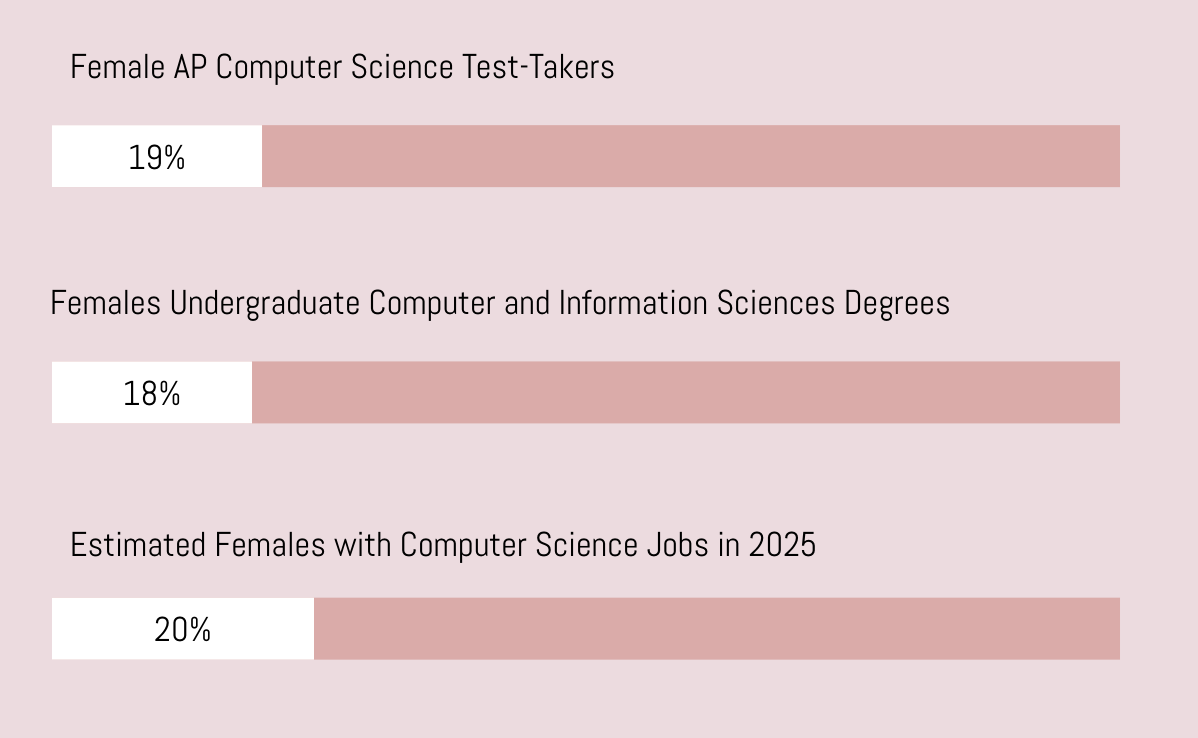 Female AP Computer Science Test-Takers
19%
Females Undergraduate Computer and Information Sciences Degrees
18%
Estimated Females with Computer Science Jobs in 2025
20%